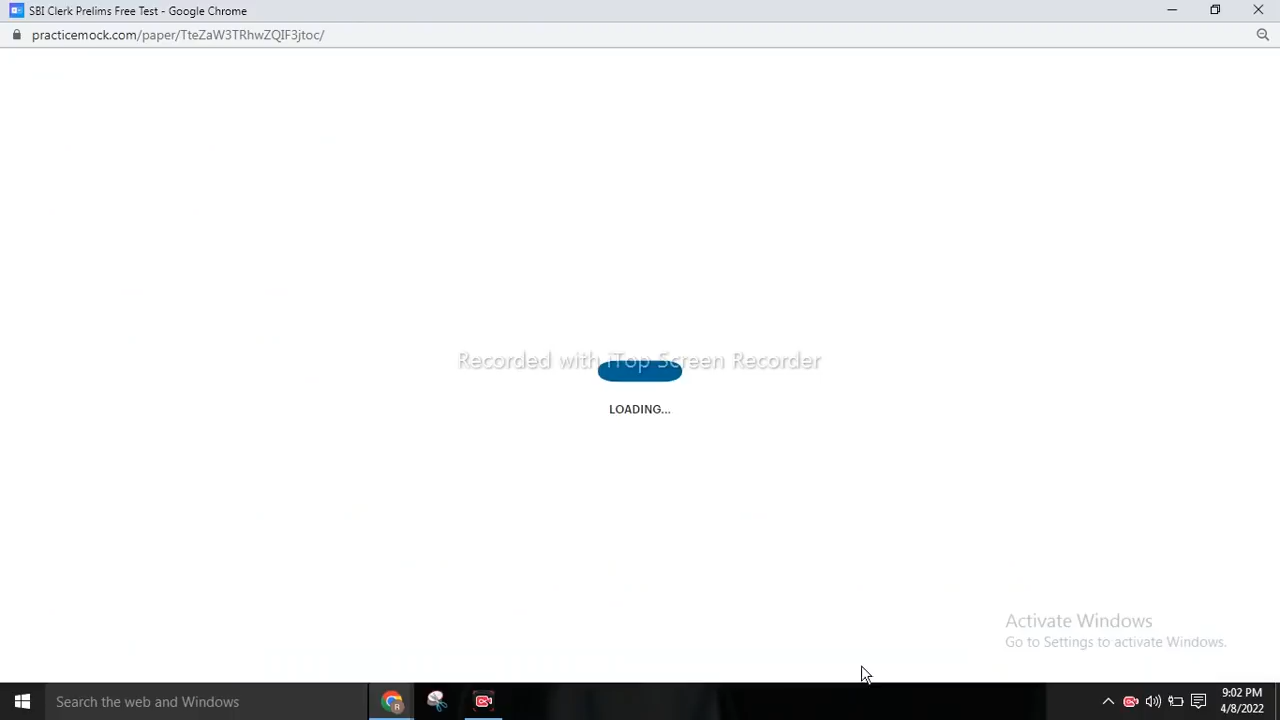 SBI Clerk Prelims Free Test - Google Chrome
practicemock.com/paper/TteZaW3TRhwZQIF3jtoc/
Recorded with iTop Screen Recorder
LOADING...
Activate Windows
Go to Settings to activate Windows.
Search the web and Windows
R
9:02 PM
4/8/2022